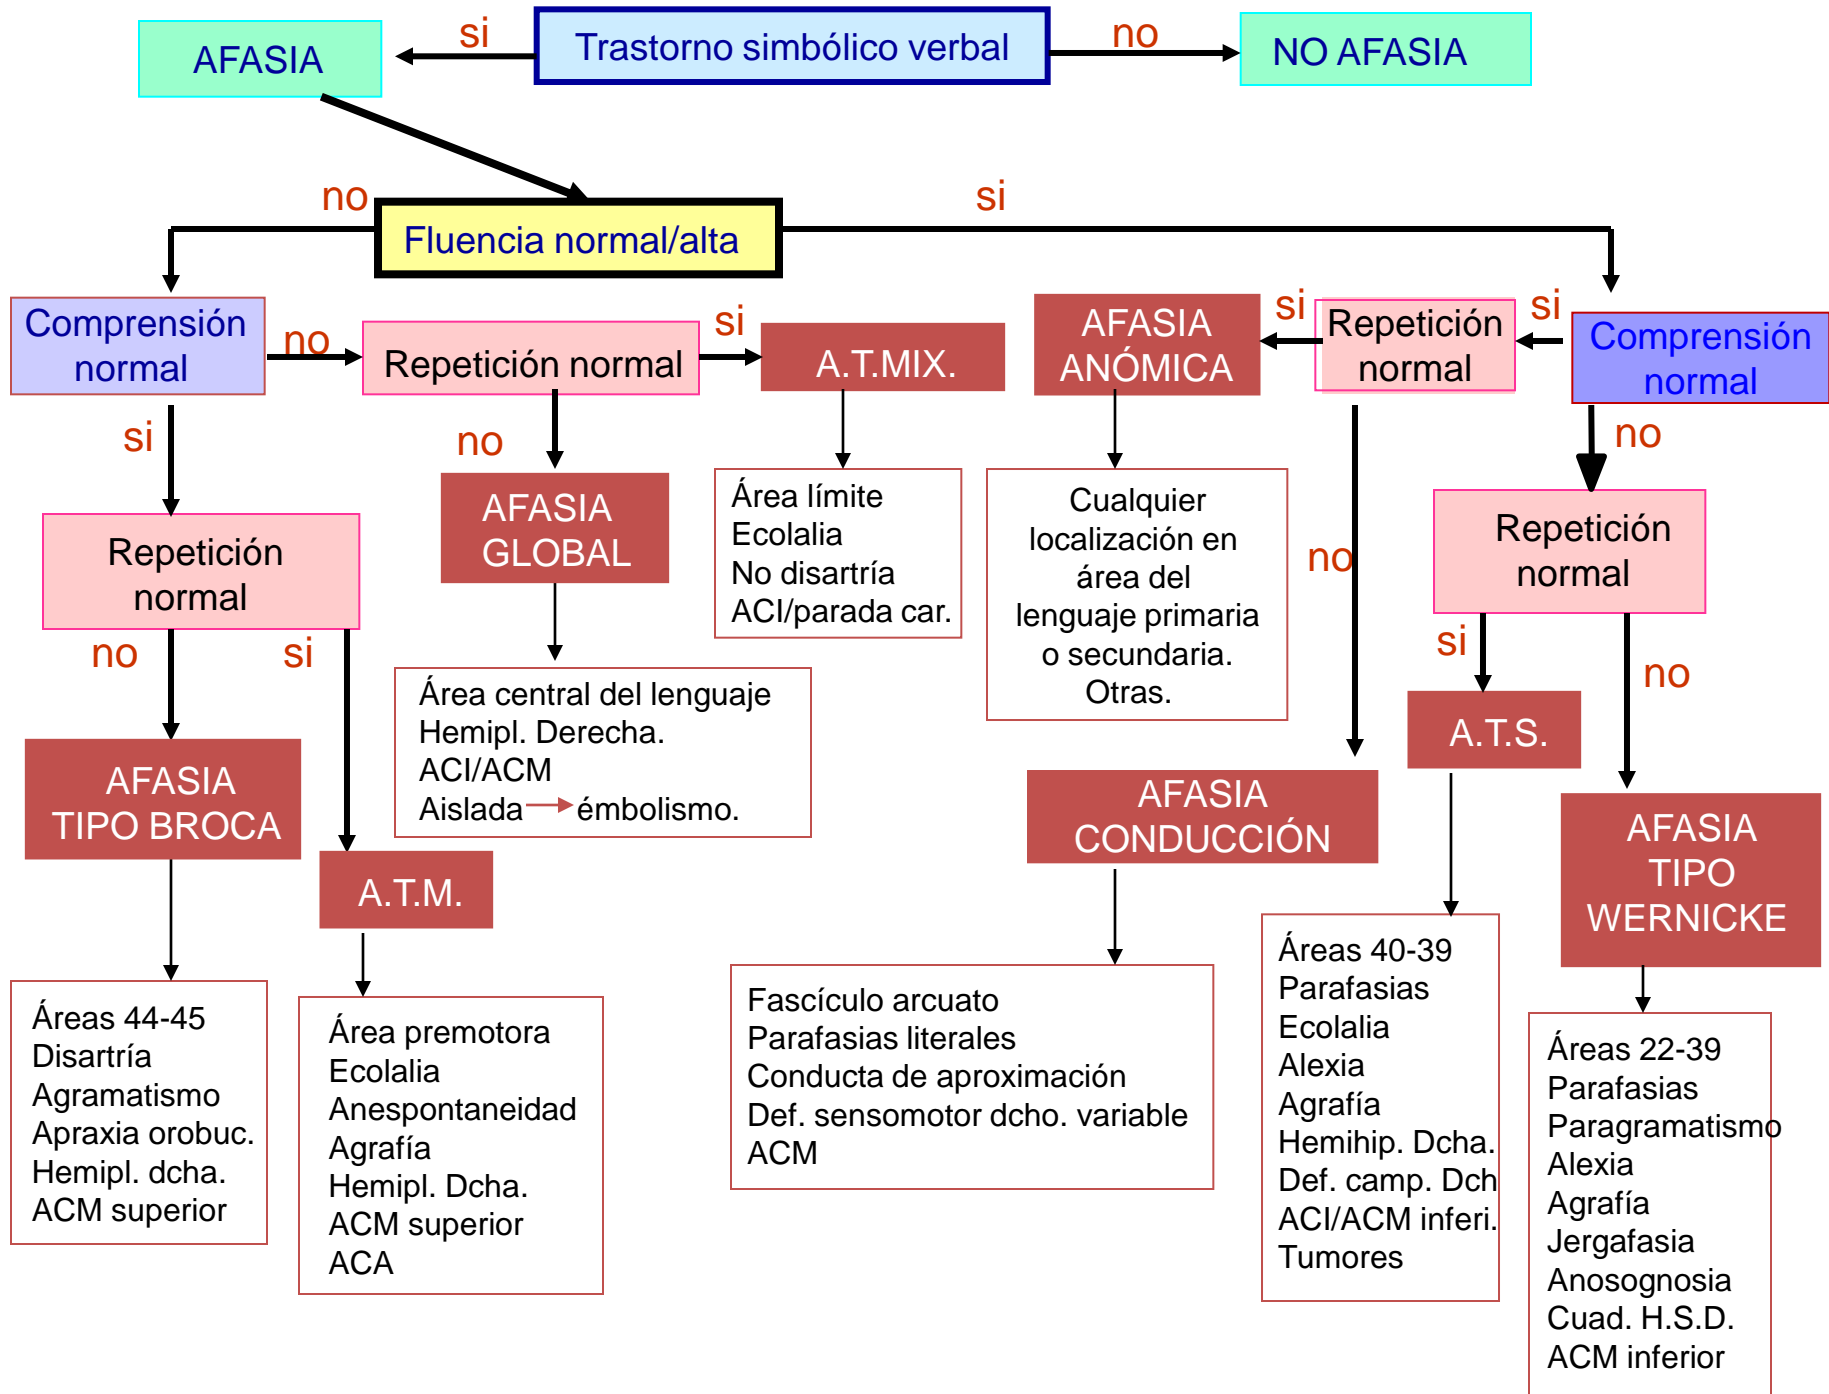 si
Trastorno simbólico verbal
no
AFASIA
NO AFASIA
no
si
Fluencia normal/alta
Comprensión
normal
no
Repetición normal
si
A.T.MIX.
AFASIA
ANÓMICA
si
Repetición
normal
si
Comprensión
normal
si
no
no
no
Repetición
normal
AFASIA
GLOBAL
Área límite
Ecolalia
No disartría
ACI/parada car.
Cualquier
localización en
área del
lenguaje primaria
o secundaria.
Otras.
Repetición
normal
no
si
si
no
Área central del lenguaje
Hemipl. Derecha.
ACI/ACM
Aislada émbolismo.
A.T.S.
AFASIA
TIPO BROCA
A.T.M.
AFASIA
CONDUCCIÓN
AFASIA
TIPO
WERNICKE
Áreas 44-45
Disartría
Agramatismo
Apraxia orobuc.
Hemipl. dcha.
ACM superior
Área premotora
Ecolalia
Anespontaneidad
Agrafía
Hemipl. Dcha.
ACM superior
ACA
Fascículo arcuato
Parafasias literales
Conducta de aproximación
Def. sensomotor dcho. variable
ACM
Áreas 40-39
Parafasias
Ecolalia
Alexia
Agrafía
Hemihip. Dcha.
Def. camp. Dch
ACI/ACM inferi.
Tumores
Áreas 22-39
Parafasias
Paragramatismo
Alexia
Agrafía
Jergafasia
Anosognosia
Cuad. H.S.D.
ACM inferior